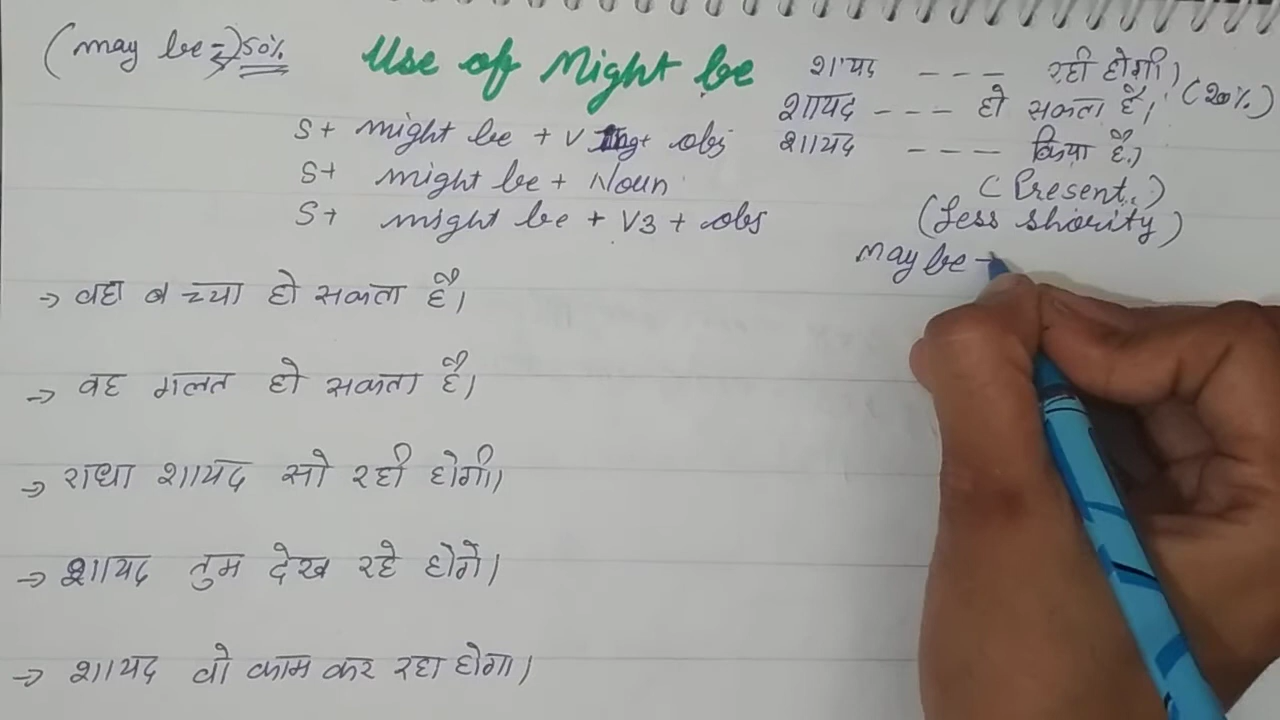 (may be ⇒) 50%
Use of Might be
S+ might be + V ing+ obj
S+ might be + Noun
S+ might be + V3 + obj
शायद --- रही होगी।
शायद --- हो सकता है। (20%)
शायद --- किया है।
(Present.)
(Less shority)
may be →
→ वहा बच्चा हो सकता है।
→ वह गलत हो सकता है।
→ राधा शायद सो रही होगी।
→ शायद तुम देख रहे होगे।
→ शायद वो काम कर रहा होगा।